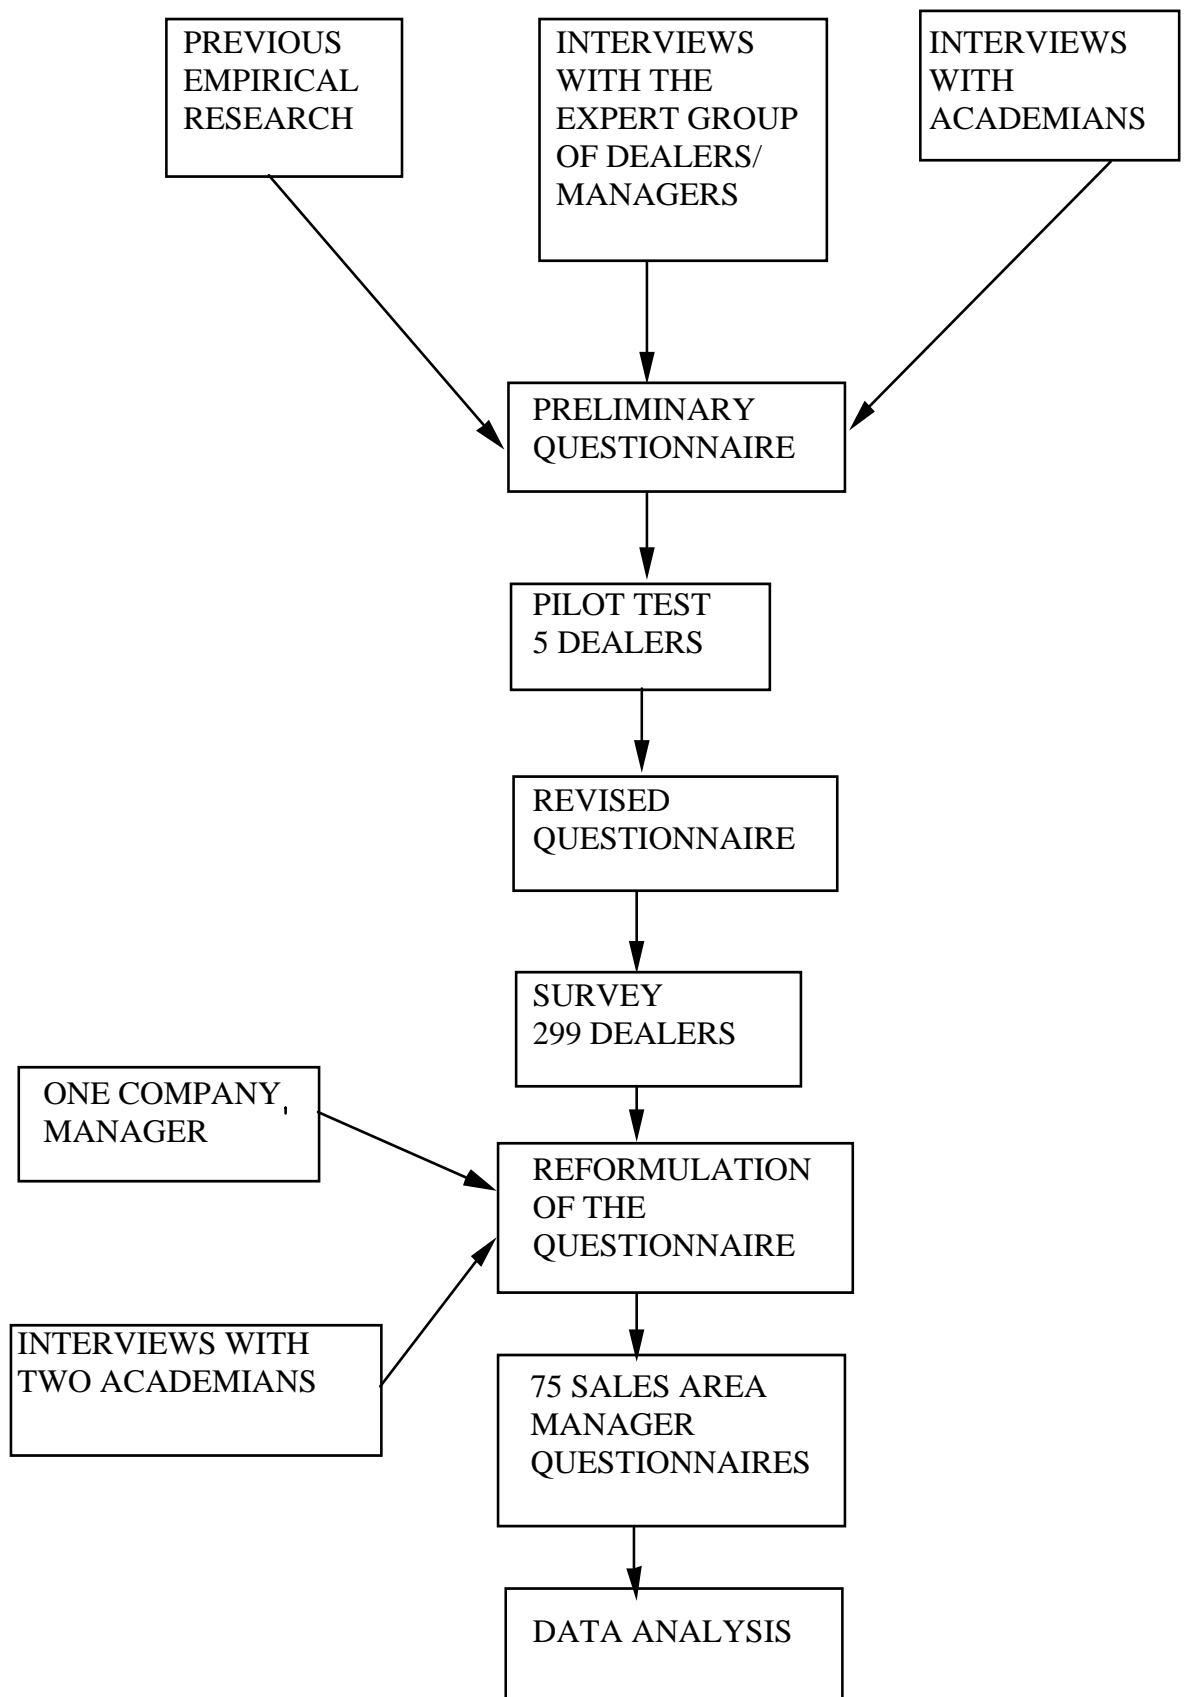 PREVIOUS
EMPIRICAL
RESEARCH
INTERVIEWS
WITH THE
EXPERT GROUP
OF DEALERS/
MANAGERS
INTERVIEWS
WITH
ACADEMIANS
PRELIMINARY
QUESTIONNAIRE
PILOT TEST
5 DEALERS
REVISED
QUESTIONNAIRE
SURVEY
299 DEALERS
ONE COMPANY,
MANAGER
REFORMULATION
OF THE
QUESTIONNAIRE
INTERVIEWS WITH
TWO ACADEMIANS
75 SALES AREA
MANAGER
QUESTIONNAIRES
DATA ANALYSIS